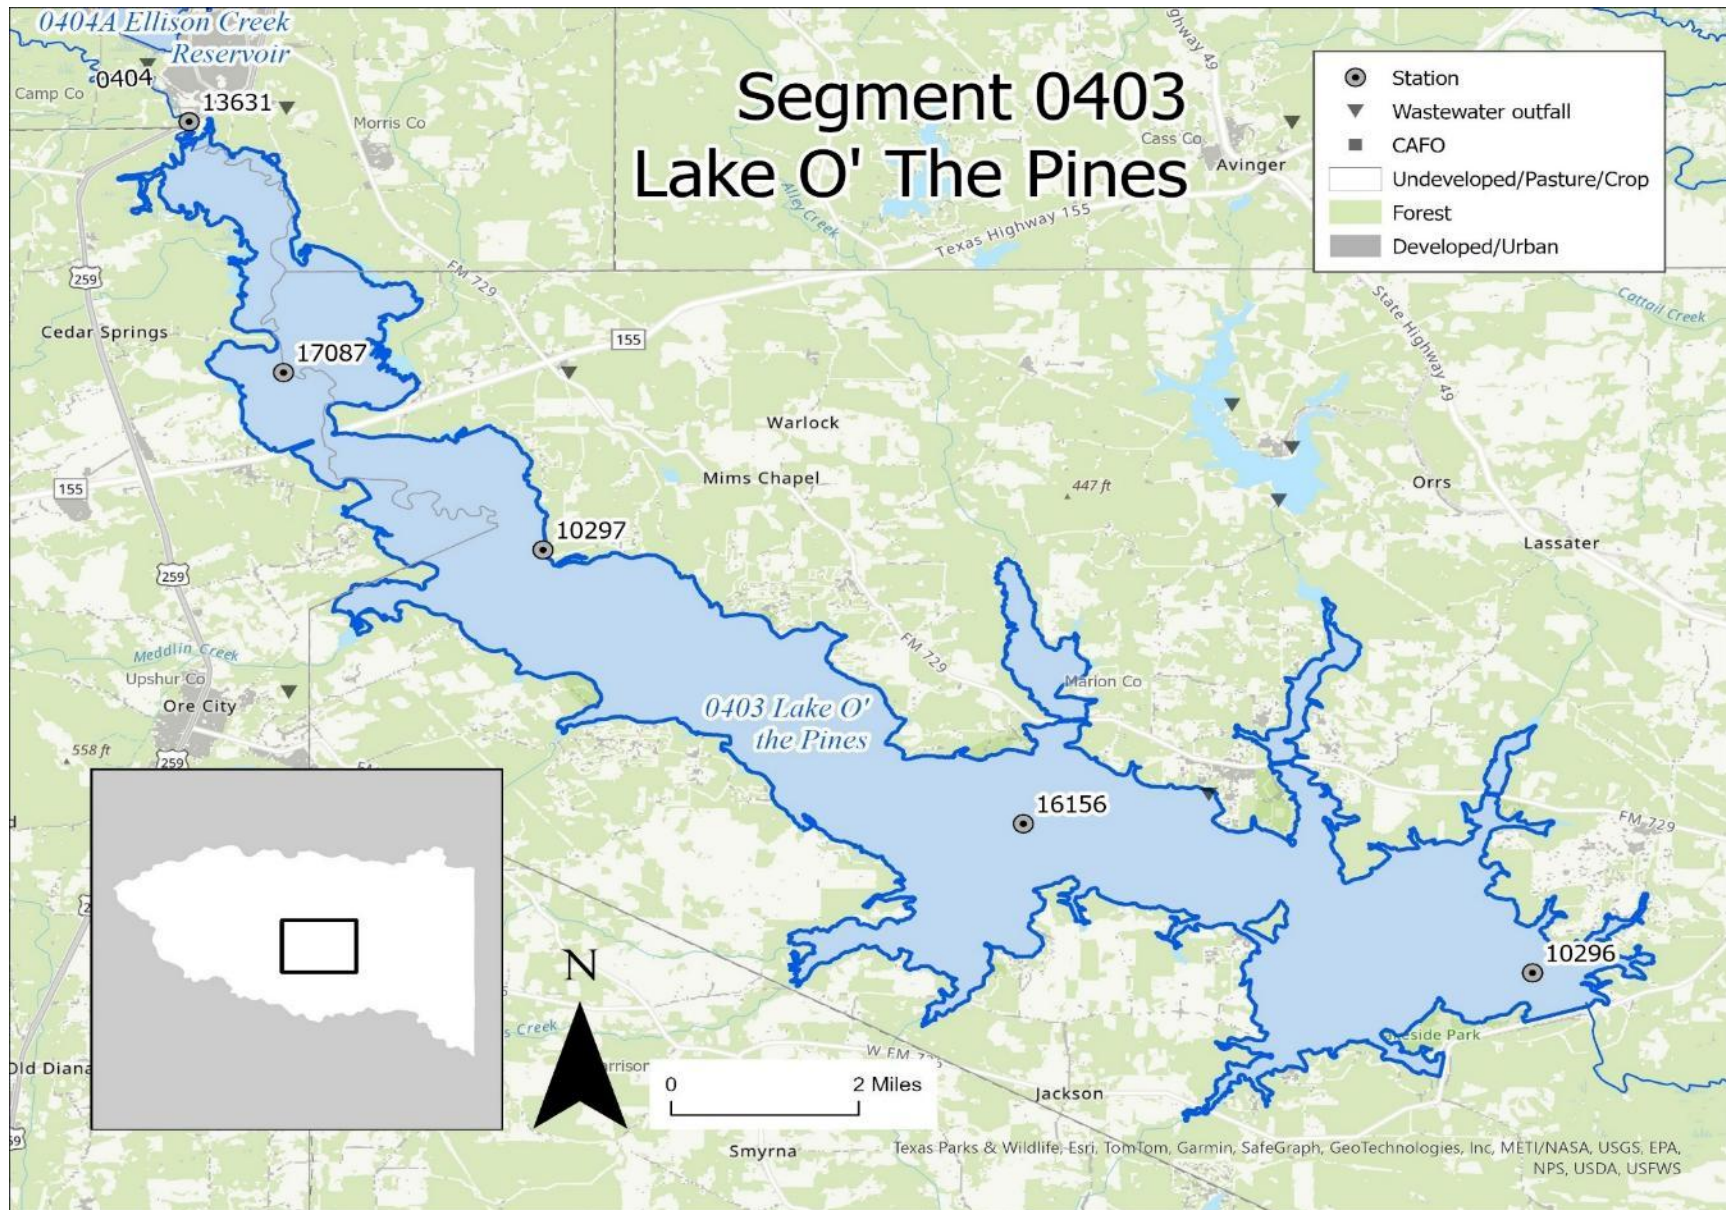 0404A Ellison Creek
Reservoir
0404
Camp Co
13631
Morris Co
Segment 0403
Lake O' The Pines
Highway 49
Cass Co
Avinger
Station
Wastewater outfall
CAFO
Undeveloped/Pasture/Crop
Forest
Developed/Urban
Alley Creek
Texas Highway 155
259
FM 729
Cattail Creek
State Highway 49
Cedar Springs
155
17087
Warlock
Mims Chapel
447 ft
Orrs
155
10297
Lassater
259
Meddlin Creek
Upshur Co
Ore City
FM 729
Marion Co
0403 Lake O'
the Pines
558 ft
259
16156
FM 729
10296
N
Creek
W FM
Old Diana
0
2 Miles
Jackson
Smyrna
Texas Parks & Wildlife, Esri, TomTom, Garmin, SafeGraph, GeoTechnologies, Inc, METI/NASA, USGS, EPA,
NPS, USDA, USFWS